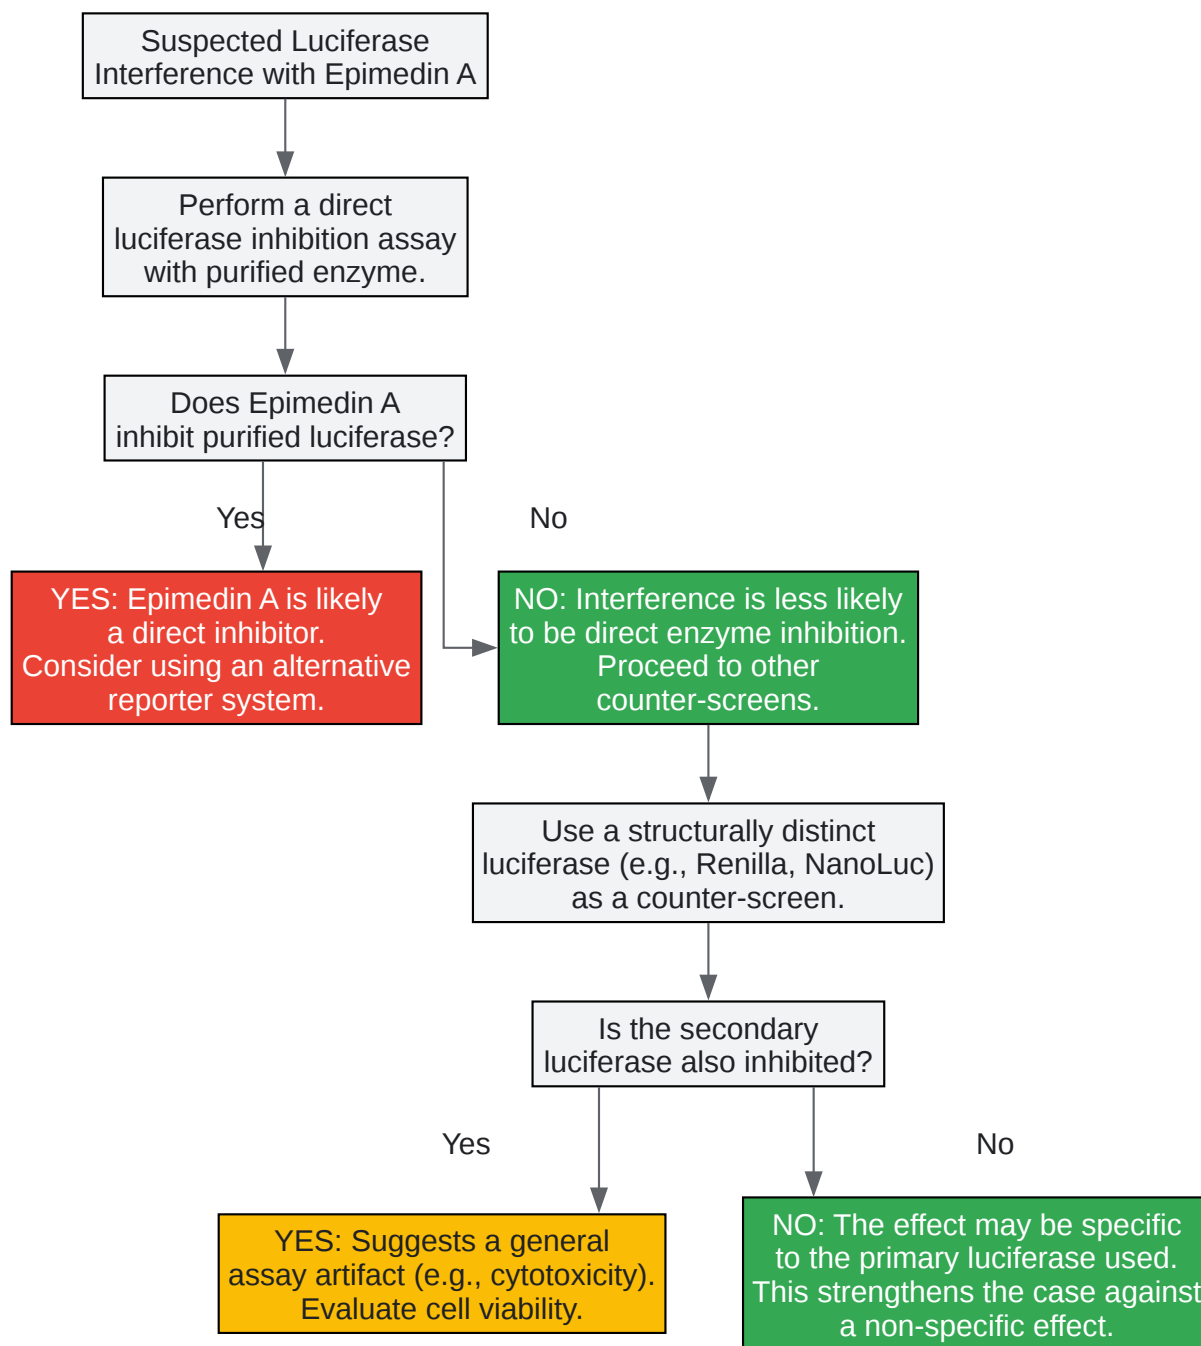 Suspected Luciferase
Interference with Epimedin A
Perform a direct
luciferase inhibition assay
with purified enzyme.
Does Epimedin A
inhibit purified luciferase?
Yes
No
YES: Epimedin A is likely
a direct inhibitor.
Consider using an alternative
reporter system.
NO: Interference is less likely
to be direct enzyme inhibition.
Proceed to other
counter-screens.
Use a structurally distinct
luciferase (e.g., Renilla, NanoLuc)
as a counter-screen.
Is the secondary
luciferase also inhibited?
Yes
No
YES: Suggests a general
assay artifact (e.g., cytotoxicity).
Evaluate cell viability.
NO: The effect may be specific
to the primary luciferase used.
This strengthens the case against
a non-specific effect.